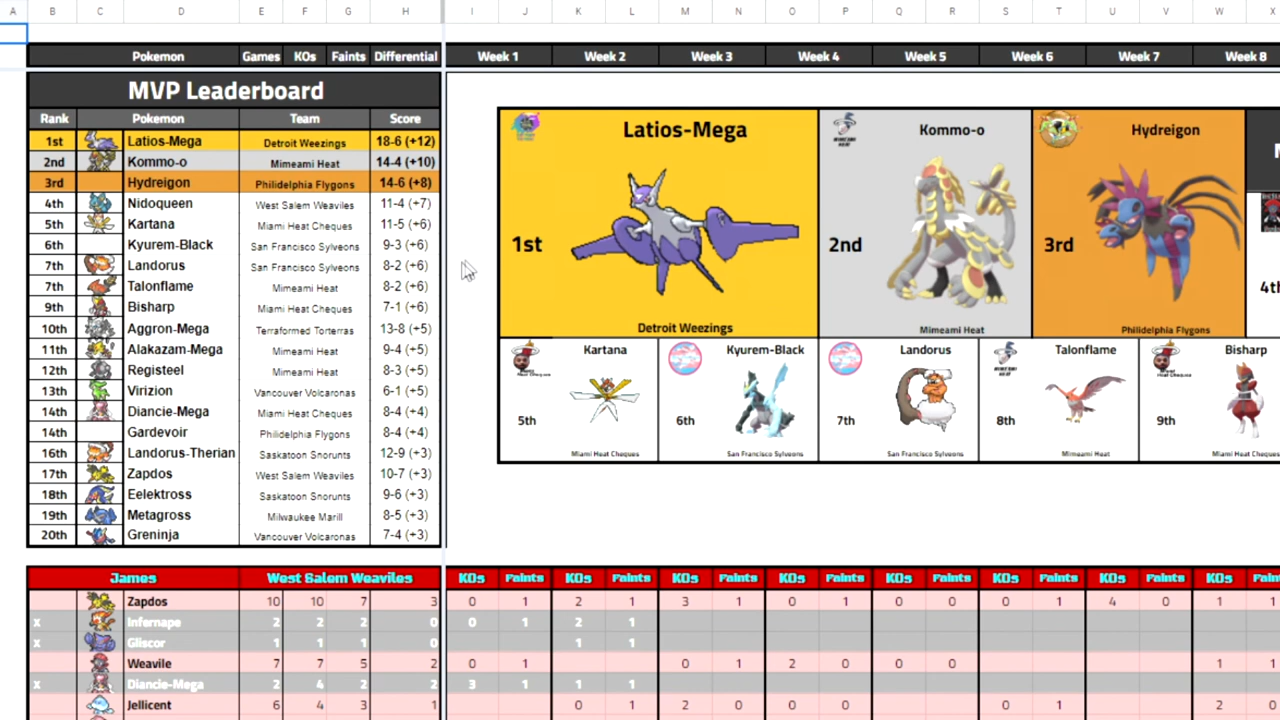 A B C D E F G H I J K L M N O P Q R S T U V W X
Pokemon Games KOs Faints Differential Week 1 Week 2 Week 3 Week 4 Week 5 Week 6 Week 7 Week 8
MVP Leaderboard
Rank Pokemon Team Score
1st Latios-Mega Detroit Weezings 18-6 (+12)
2nd Kommo-o Mimeami Heat 14-4 (+10)
3rd Hydreigon Philidelphia Flygons 14-6 (+8)
4th Nidoqueen West Salem Weaviles 11-4 (+7)
5th Kartana Miami Heat Cheques 11-5 (+6)
6th Kyurem-Black San Francisco Sylveons 9-3 (+6)
7th Landorus San Francisco Sylveons 8-2 (+6)
7th Talonflame Mimeami Heat 8-2 (+6)
9th Bisharp Miami Heat Cheques 7-1 (+6)
10th Aggron-Mega Terraformed Torterras 13-8 (+5)
11th Alakazam-Mega Mimeami Heat 9-4 (+5)
12th Registeel Mimeami Heat 8-3 (+5)
13th Virizion Vancouver Volcaronas 6-1 (+5)
14th Diancie-Mega Miami Heat Cheques 8-4 (+4)
14th Gardevoir Philidelphia Flygons 8-4 (+4)
16th Landorus-Therian Saskatoon Snorunts 12-9 (+3)
17th Zapdos West Salem Weaviles 10-7 (+3)
18th Eelektross Saskatoon Snorunts 9-6 (+3)
19th Metagross Milwaukee Marill 8-5 (+3)
20th Greninja Vancouver Volcaronas 7-4 (+3)
Latios-Mega
1st
Detroit Weezings
Kommo-o
2nd
Mimeami Heat
Hydreigon
3rd
Philidelphia Flygons
4th
Kartana
5th
Miami Heat Cheques
Kyurem-Black
6th
San Francisco Sylveons
Landorus
7th
San Francisco Sylveons
Talonflame
8th
Mimeami Heat
Bisharp
9th
Miami Heat Cheques
James West Salem Weaviles KOs Faints KOs Faints KOs Faints KOs Faints KOs Faints KOs Faints KOs Faints KOs
Zapdos 10 10 7 3 0 1 2 1 3 1 0 1 0 0 0 1 4 0 1 1
x Infernape 2 2 2 0 0 1 2 1
x Gliscor 1 1 1 0 1 1
Weavile 7 7 5 2 0 1 0 1 2 0 0 0 1 1
x Diancie-Mega 2 4 2 2 3 1 1 1
Jellicent 6 4 3 1 0 1 2 0 0 0 0 1 2 0